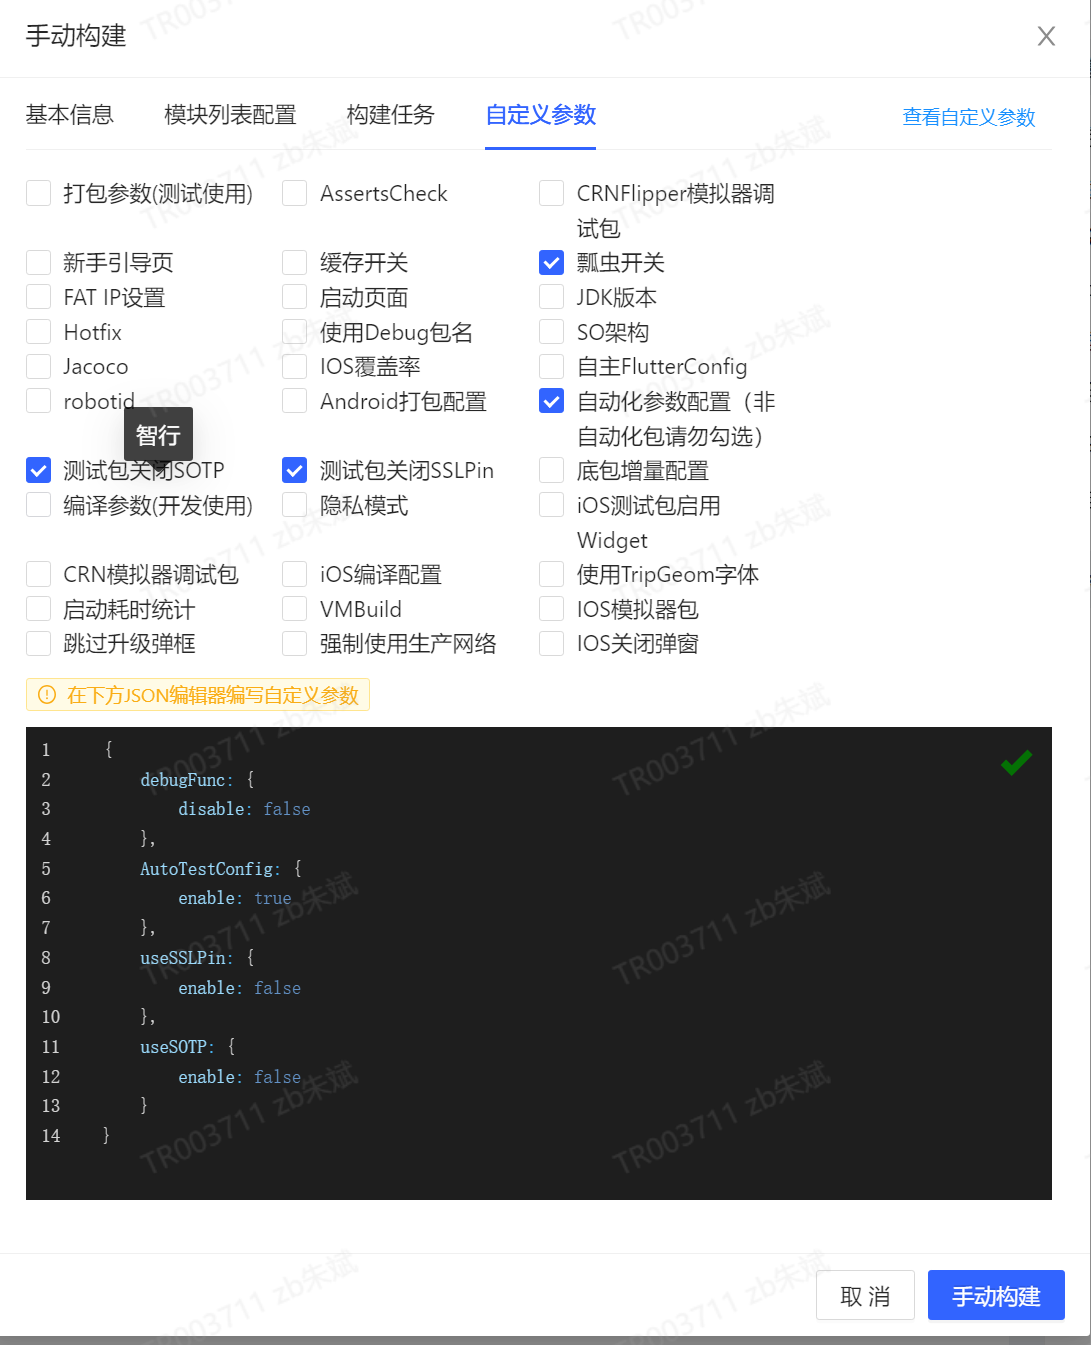 手动构建
基本信息 模块列表配置 构建任务 自定义参数 查看自定义参数
打包参数(测试使用) AssertsCheck CRNFlipper模拟器调
试包
新手引导页 缓存开关 瓢虫开关
FAT IP设置 启动页面 JDK版本
Hotfix 使用Debug包名 SO架构
Jacoco IOS覆盖率 自主FlutterConfig
robotid Android打包配置 自动化参数配置（非
自动化包请勿勾选）
智行
测试包关闭SOTP 测试包关闭SSLPin 底包增量配置
编译参数(开发使用) 隐私模式 iOS测试包启用
Widget
CRN模拟器调试包 iOS编译配置 使用TripGeom字体
启动耗时统计 VMBuild IOS模拟器包
跳过升级弹框 强制使用生产网络 IOS关闭弹窗
在下方JSON编辑器编写自定义参数
1 {
2 debugFunc: {
3 disable: false
4 },
5 AutoTestConfig: {
6 enable: true
7 },
8 useSSLPin: {
9 enable: false
10 },
11 useSOTP: {
12 enable: false
13 }
14 }
取 消 手动构建
TR003711 zb朱斌